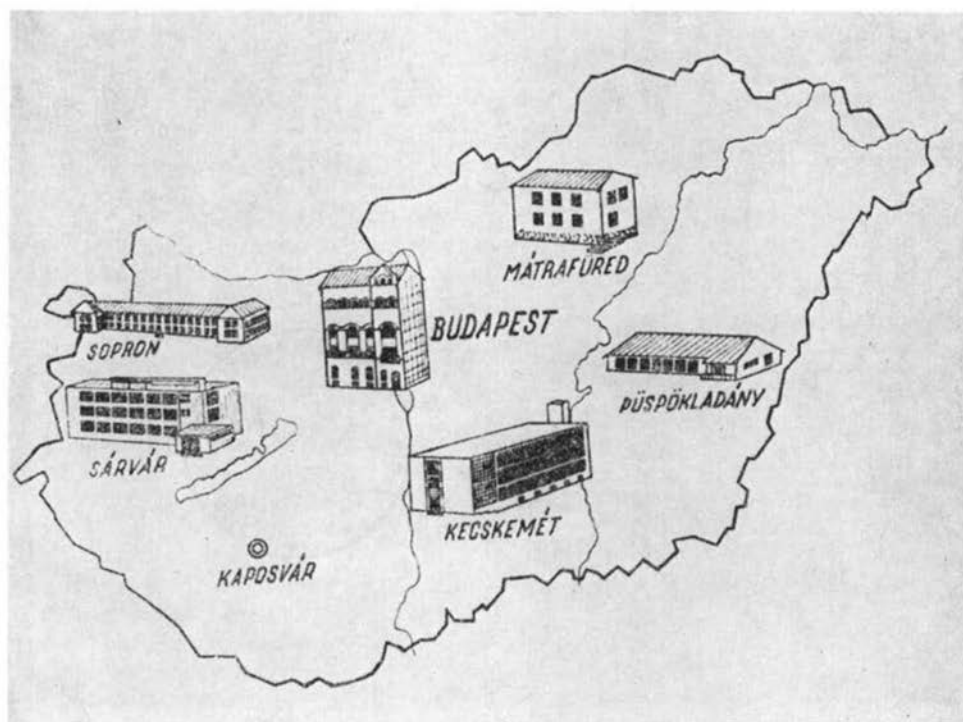 MÁTRAFÜRED
BUDAPEST
SOPRON
PÜSPÖKLADÁNY
SÁRVÁR
KECSKEMÉT
KAPOSVÁR